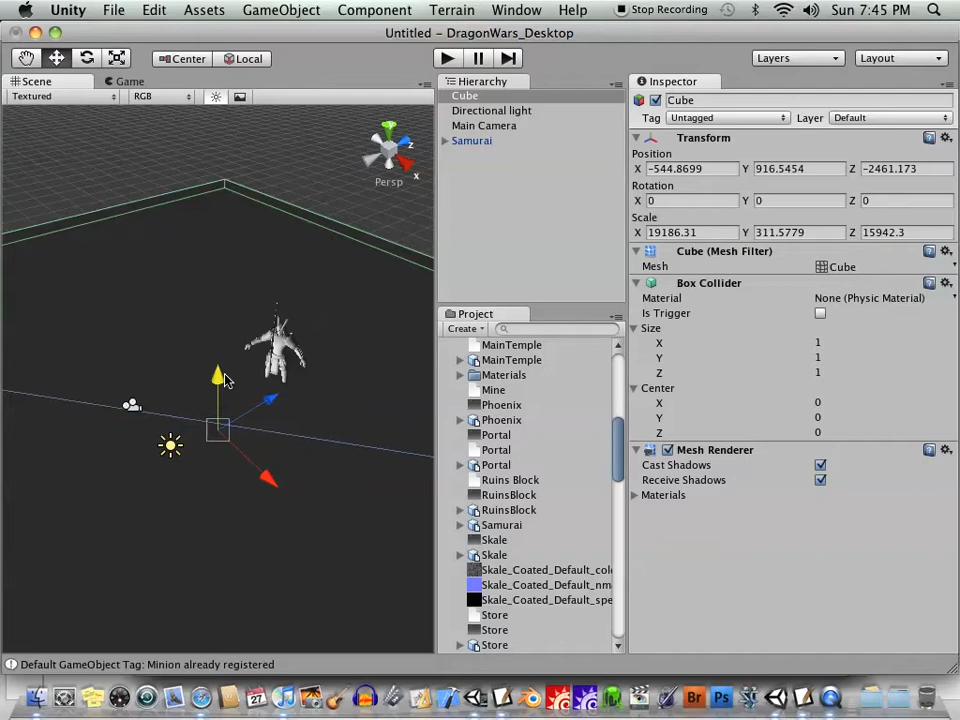 Unity File Edit Assets GameObject Component Terrain Window Help Stop Recording Sun 7:45 PM
Untitled - DragonWars_Desktop
Center Local Layers Layout
Scene Game Hierarchy Inspector
Textured RGB
Cube
Directional light
Main Camera
Samurai
z
x
Persp
Cube
Tag Untagged Layer Default
Transform
Position
X -544.8699 Y 916.5454 Z -2461.173
Rotation
X 0 Y 0 Z 0
Scale
X 19186.31 Y 311.5779 Z 15942.3
Cube (Mesh Filter)
Mesh Cube
Box Collider
Material None (Physic Material)
Is Trigger
Size
X 1
Y 1
Z 1
Center
X 0
Y 0
Z 0
Mesh Renderer
Cast Shadows
Receive Shadows
Materials
Project
Create
MainTemple
MainTemple
Materials
Mine
Phoenix
Phoenix
Portal
Portal
Portal
Ruins Block
RuinsBlock
RuinsBlock
Samurai
Skale
Skale
Skale_Coated_Default_col
Skale_Coated_Default_nm
Skale_Coated_Default_spe
Store
Store
Store
Default GameObject Tag: Minion already registered
27
Br Ps